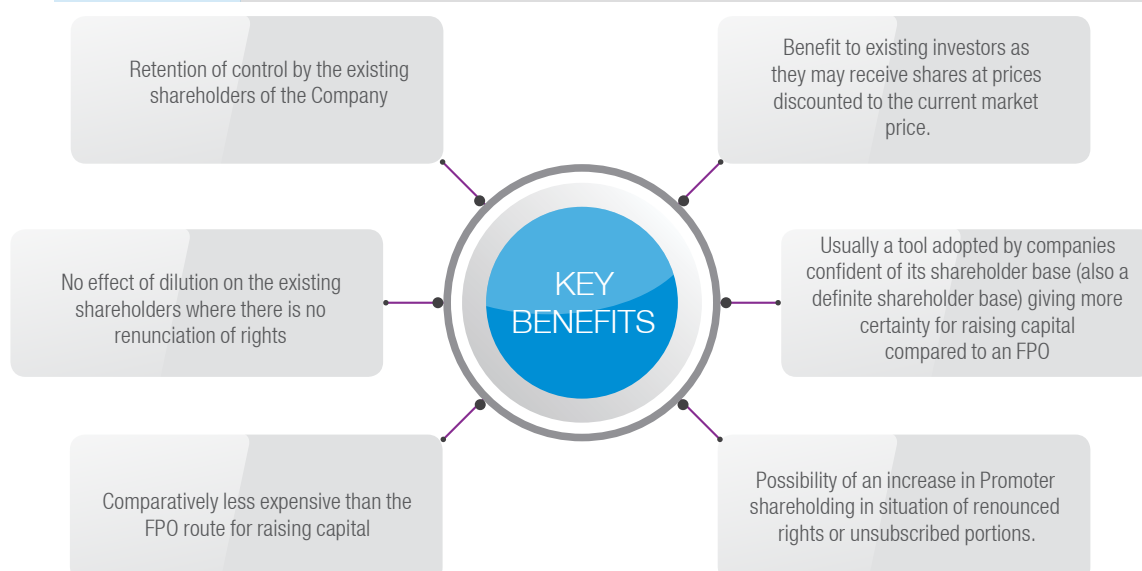 Retention of control by the existing
shareholders of the Company
Benefit to existing investors as
they may receive shares at prices
discounted to the current market
price.
No effect of dilution on the existing
shareholders where there is no
renunciation of rights
KEY
BENEFITS
Usually a tool adopted by companies
confident of its shareholder base (also a
definite shareholder base) giving more
certainty for raising capital
compared to an FPO
Comparatively less expensive than the
FPO route for raising capital
Possibility of an increase in Promoter
shareholding in situation of renounced
rights or unsubscribed portions.